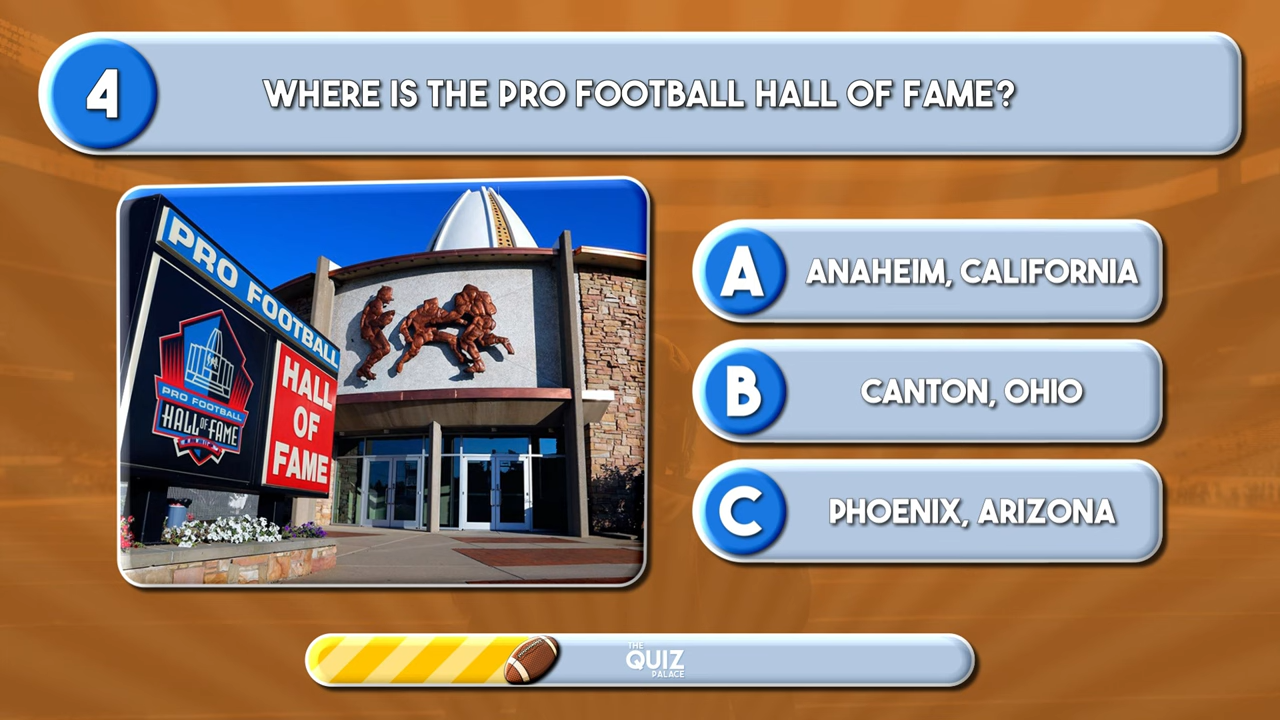 4
WHERE IS THE PRO FOOTBALL HALL OF FAME?
PRO FOOTBALL
HALL
OF
FAME
PRO FOOTBALL
HALL OF FAME
A
ANAHEIM, CALIFORNIA
B
CANTON, OHIO
C
PHOENIX, ARIZONA
THE
QUIZ
PALACE